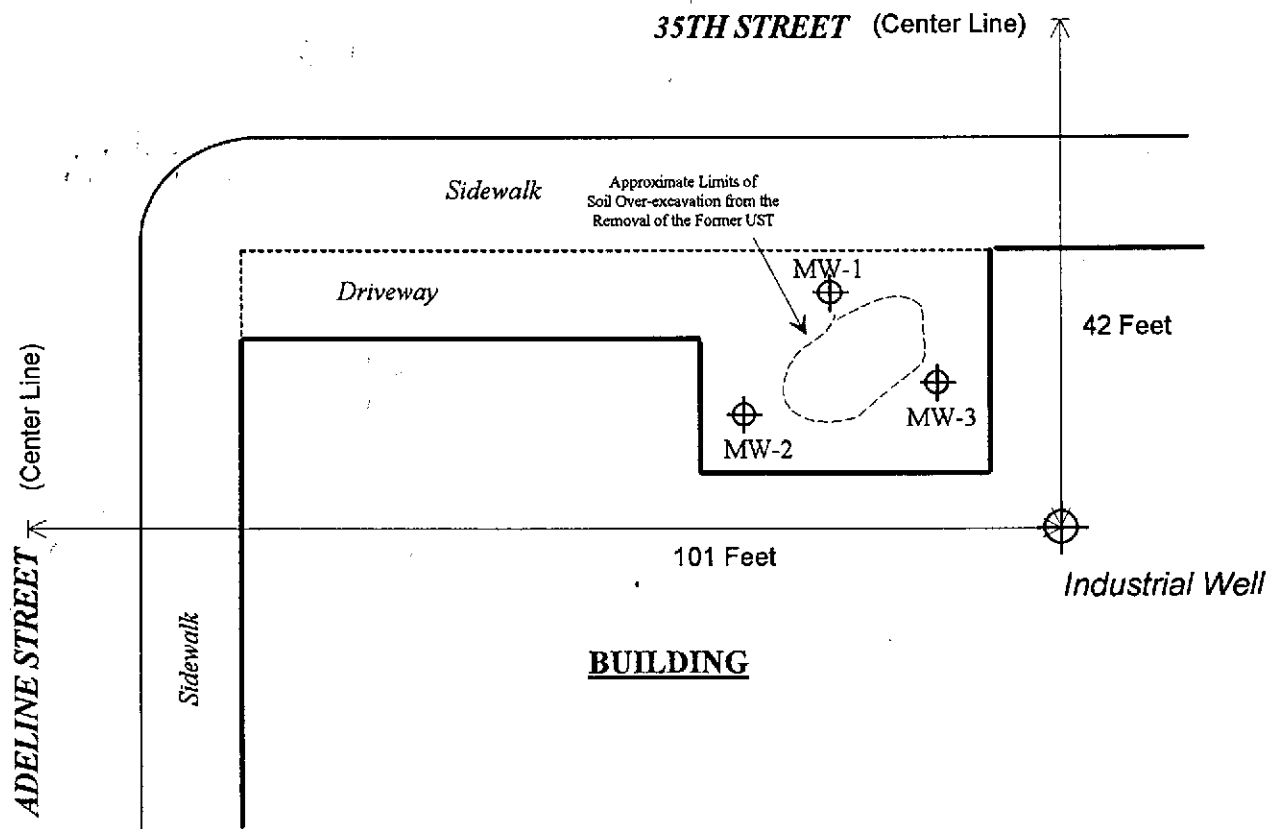 35TH STREET (Center Line)
Sidewalk
Approximate Limits of
Soil Over-excavation from the
Removal of the Former UST
MW-1
Driveway
42 Feet
MW-3
MW-2
ADELINE STREET (Center Line)
101 Feet
Industrial Well
Sidewalk
BUILDING